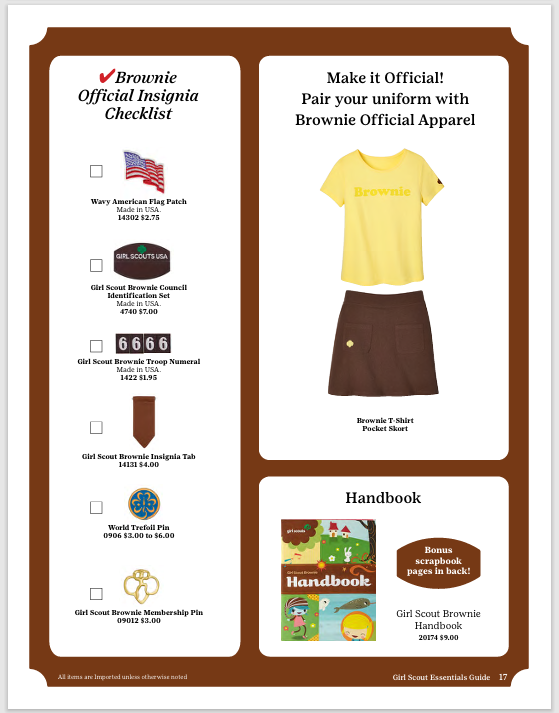 ✔Brownie
Official Insignia
Checklist
Wavy American Flag Patch
Made in USA.
14302 $2.75
GIRL SCOUTS USA
Girl Scout Brownie Council
Identification Set
Made in USA.
4740 $7.00
6 6 6 6
Girl Scout Brownie Troop Numeral
Made in USA.
1422 $1.95
Girl Scout Brownie Insignia Tab
14131 $4.00
World Trefoil Pin
0906 $3.00 to $6.00
Girl Scout Brownie Membership Pin
09012 $3.00
Make it Official!
Pair your uniform with
Brownie Official Apparel
Brownie
Brownie T-Shirt
Pocket Skort
Handbook
girl scouts
Girl Scout Brownie
Handbook
Bonus
scrapbook
pages in back!
Girl Scout Brownie
Handbook
20174 $9.00
All items are Imported unless otherwise noted
Girl Scout Essentials Guide 17